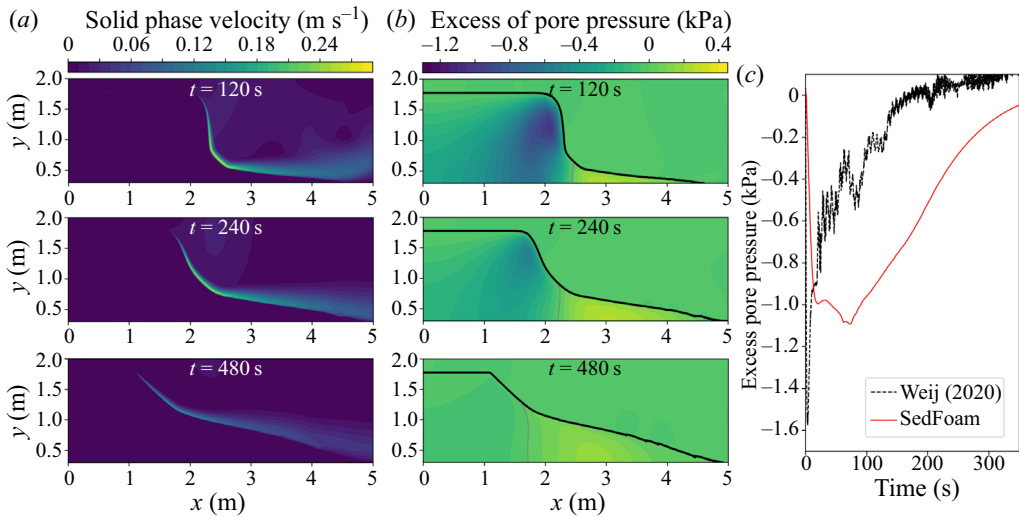 (a) Solid phase velocity (m s⁻¹)
0 0.06 0.12 0.18 0.24
2.0 1.5 1.0 0.5
y (m)
t = 120 s
0 1 2 3 4 5
2.0 1.5 1.0 0.5
y (m)
t = 240 s
0 1 2 3 4 5
2.0 1.5 1.0 0.5
y (m)
t = 480 s
0 1 2 3 4 5
x (m)
(b) Excess of pore pressure (kPa)
−1.2 −0.8 −0.4 0 0.4
2.0 1.5 1.0 0.5
t = 120 s
0 1 2 3 4 5
2.0 1.5 1.0 0.5
t = 240 s
0 1 2 3 4 5
2.0 1.5 1.0 0.5
t = 480 s
0 1 2 3 4 5
x (m)
(c)
0
−0.2
−0.4
−0.6
−0.8
−1.0
−1.2
−1.4
−1.6
Excess pore pressure (kPa)
Weij (2020)
SedFoam
0 100 200 300
Time (s)